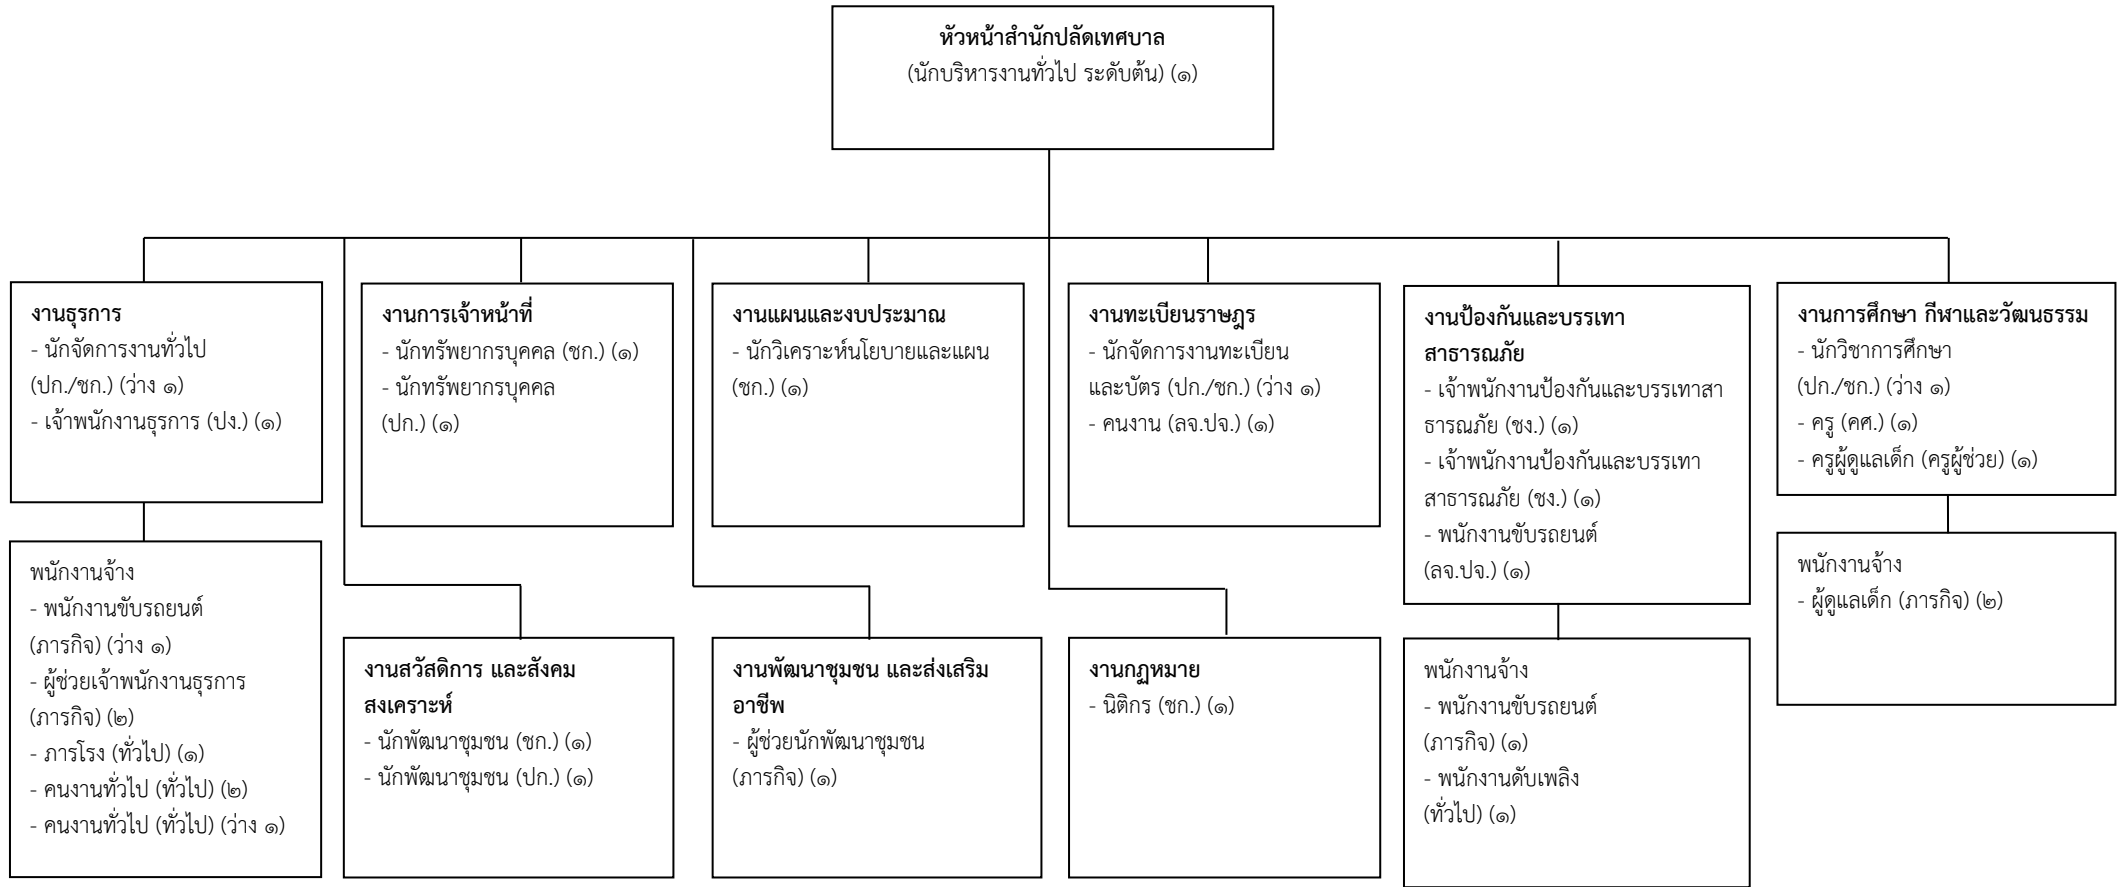 หัวหน้าสำนักปลัดเทศบาล
(นักบริหารงานทั่วไป ระดับต้น) (๑)
งานธุรการ
- นักจัดการงานทั่วไป
(ปก./ชก.) (ว่าง ๑)
- เจ้าพนักงานธุรการ (ปง.) (๑)
งานการเจ้าหน้าที่
- นักทรัพยากรบุคคล (ชก.) (๑)
- นักทรัพยากรบุคคล
(ปก.) (๑)
งานแผนและงบประมาณ
- นักวิเคราะห์นโยบายและแผน
(ชก.) (๑)
งานทะเบียนราษฎร
- นักจัดการงานทะเบียน
และบัตร (ปก./ชก.) (ว่าง ๑)
- คนงาน (ลจ.ปจ.) (๑)
งานป้องกันและบรรเทา
สาธารณภัย
- เจ้าพนักงานป้องกันและบรรเทาสา
ธารณภัย (ชง.) (๑)
- เจ้าพนักงานป้องกันและบรรเทา
สาธารณภัย (ชง.) (๑)
- พนักงานขับรถยนต์
(ลจ.ปจ.) (๑)
งานการศึกษา กีฬาและวัฒนธรรม
- นักวิชาการศึกษา
(ปก./ชก.) (ว่าง ๑)
- ครู (คศ.) (๑)
- ครูผู้ดูแลเด็ก (ครูผู้ช่วย) (๑)
พนักงานจ้าง
- พนักงานขับรถยนต์
(ภารกิจ) (ว่าง ๑)
- ผู้ช่วยเจ้าพนักงานธุรการ
(ภารกิจ) (๒)
- ภารโรง (ทั่วไป) (๑)
- คนงานทั่วไป (ทั่วไป) (๒)
- คนงานทั่วไป (ทั่วไป) (ว่าง ๑)
งานสวัสดิการ และสังคม
สงเคราะห์
- นักพัฒนาชุมชน (ชก.) (๑)
- นักพัฒนาชุมชน (ปก.) (๑)
งานพัฒนาชุมชน และส่งเสริม
อาชีพ
- ผู้ช่วยนักพัฒนาชุมชน
(ภารกิจ) (๑)
งานกฎหมาย
- นิติกร (ชก.) (๑)
พนักงานจ้าง
- พนักงานขับรถยนต์
(ภารกิจ) (๑)
- พนักงานดับเพลิง
(ทั่วไป) (๑)
พนักงานจ้าง
- ผู้ดูแลเด็ก (ภารกิจ) (๒)